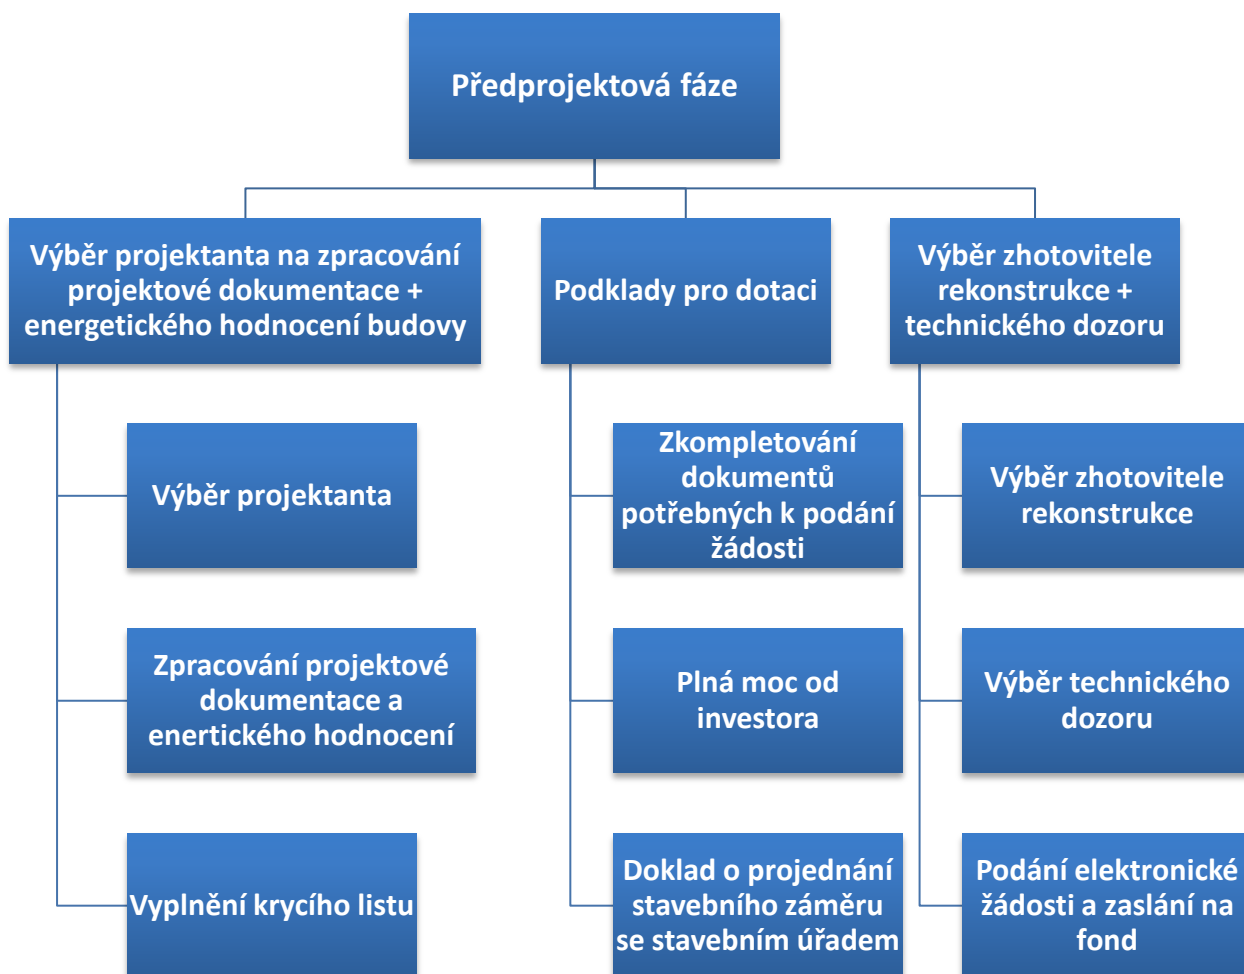 Předprojektová fáze
Výběr projektanta na zpracování
projektové dokumentace +
energetického hodnocení budovy
Výběr projektanta
Zpracování projektové
dokumentace a
enertického hodnocení
Vyplnění krycího listu
Podklady pro dotaci
Zkompletování
dokumentů
potřebných k podání
žádosti
Plná moc od
investora
Doklad o projednání
stavebního záměru
se stavebním úřadem
Výběr zhotovitele
rekonstrukce +
technického dozoru
Výběr zhotovitele
rekonstrukce
Výběr technického
dozoru
Podání elektronické
žádosti a zaslání na
fond